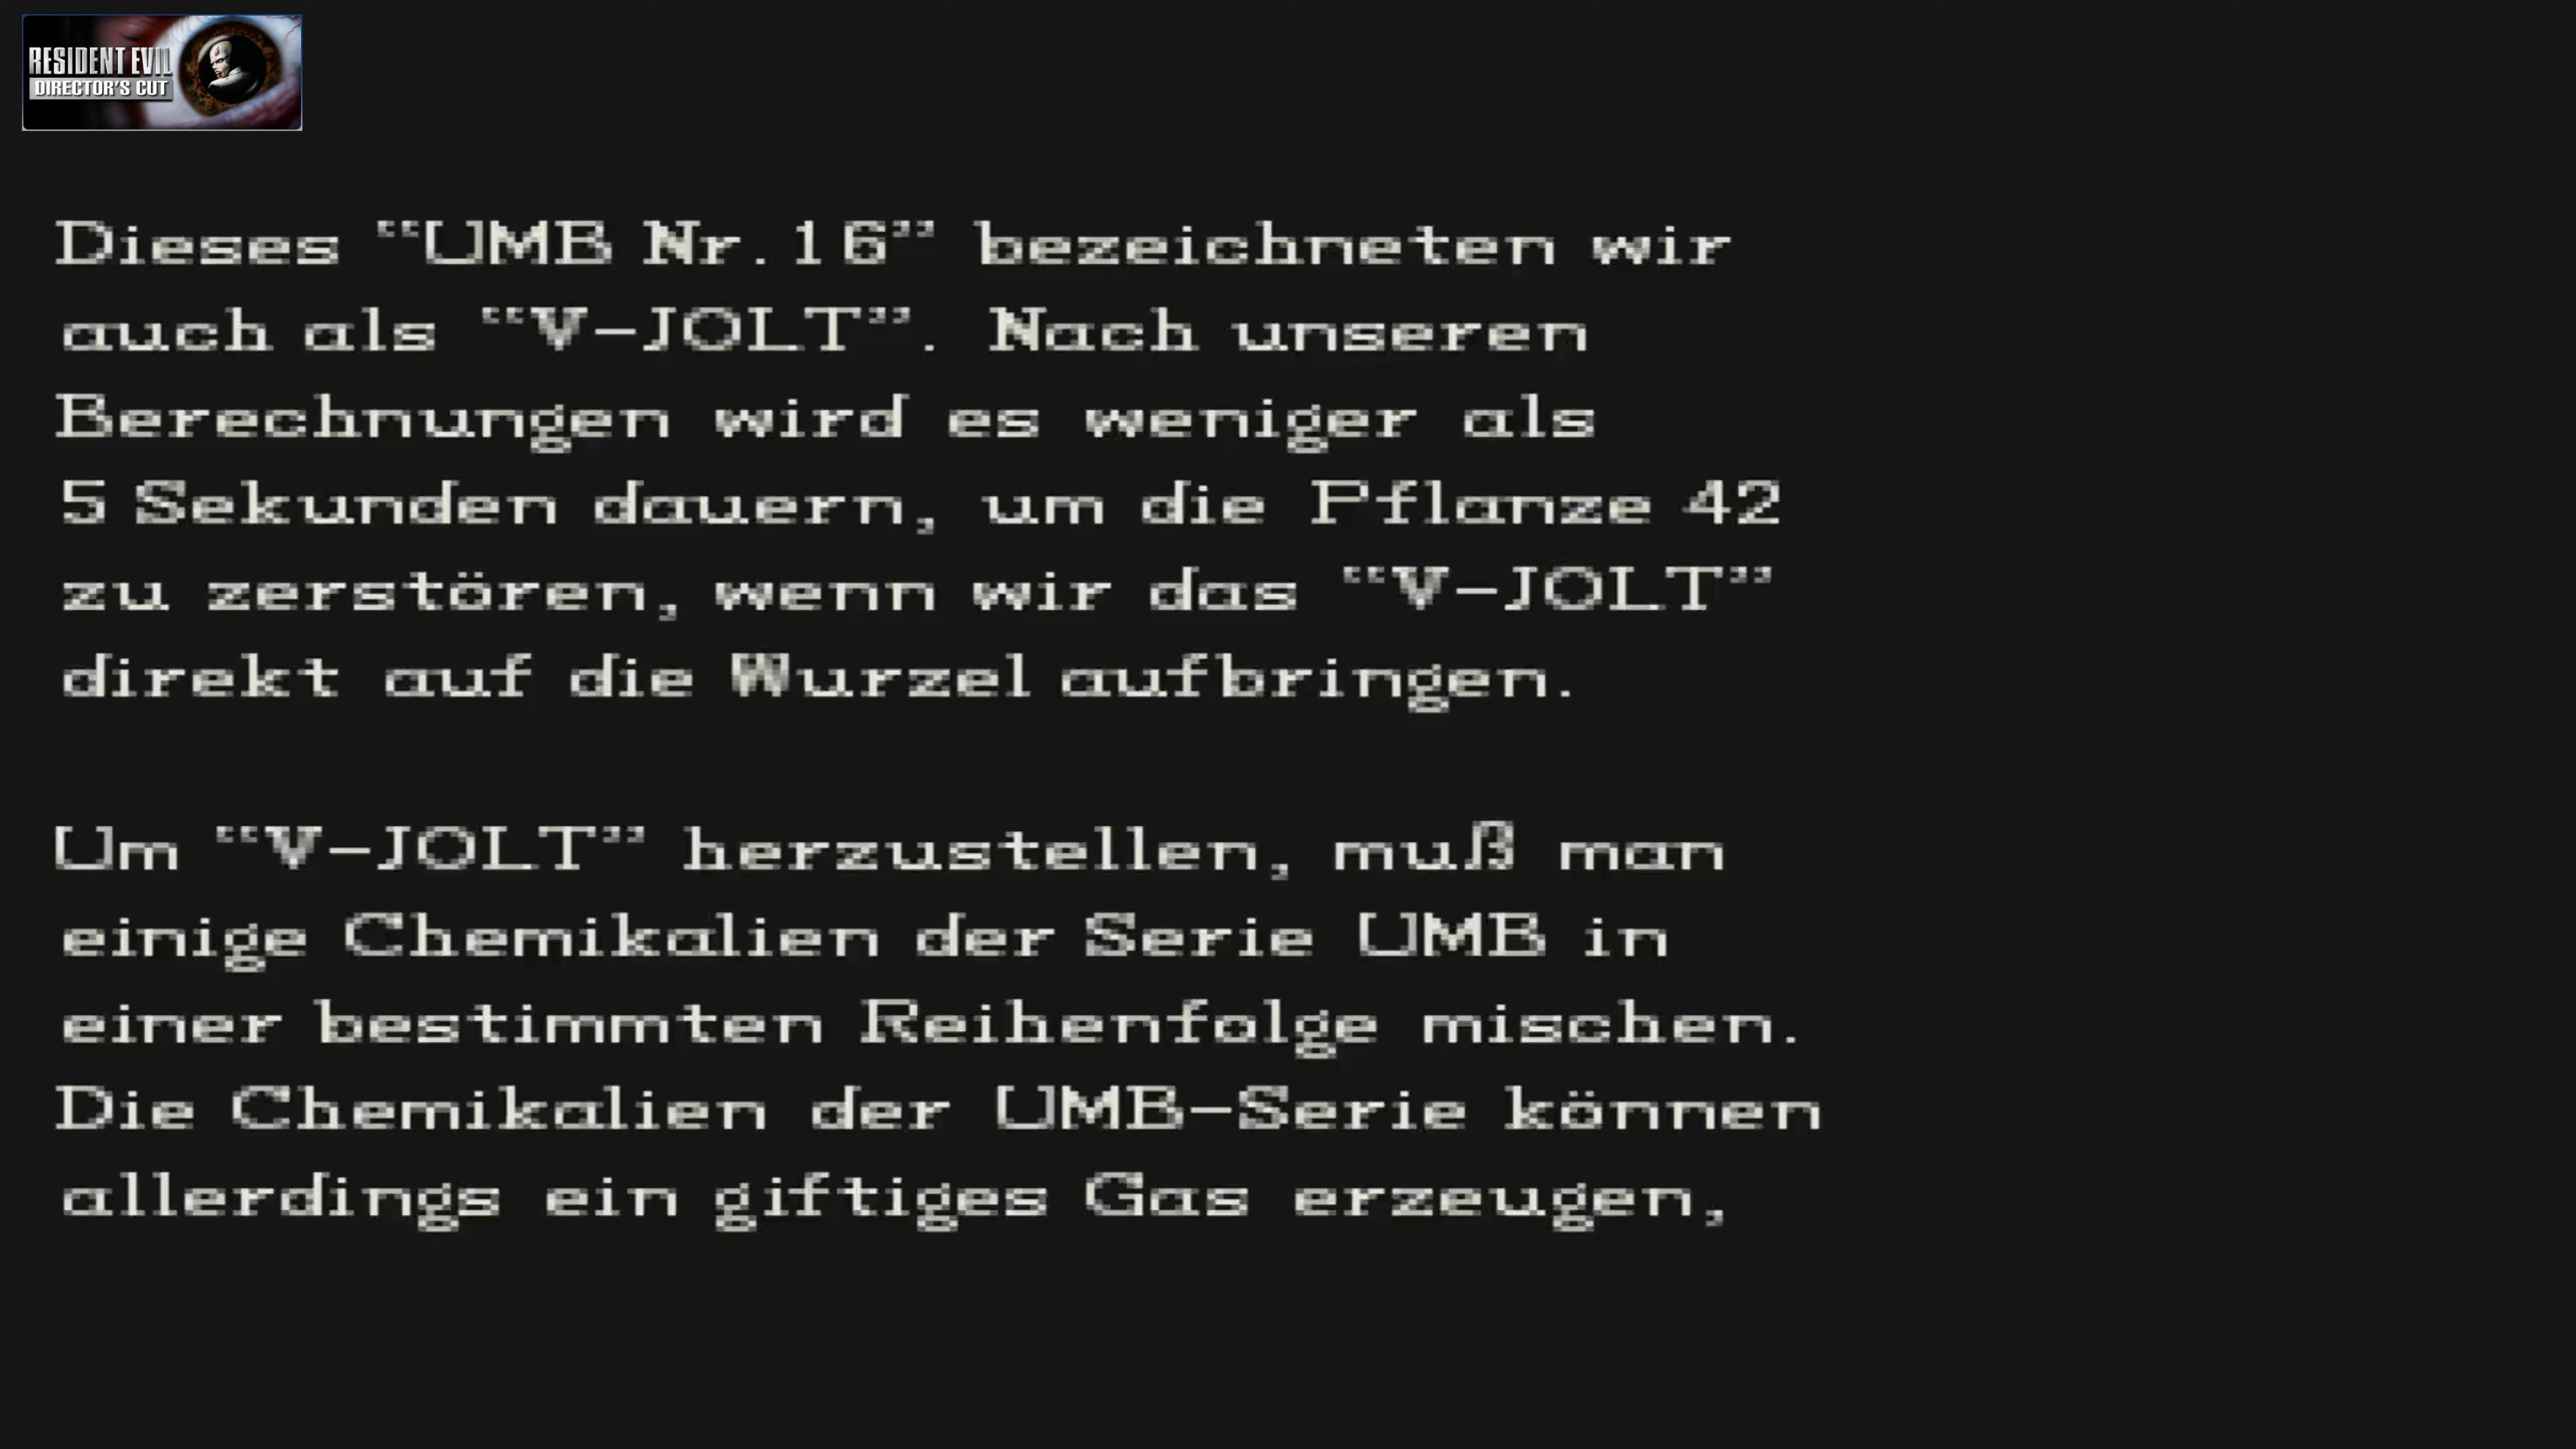 RESIDENT EVIL
DIRECTOR'S CUT
Dieses "UMB Nr.16" bezeichneten wir
auch als "V-JOLT". Nach unseren
Berechnungen wird es weniger als
5 Sekunden dauern, um die Pflanze 42
zu zerstören, wenn wir das "V-JOLT"
direkt auf die Wurzel aufbringen.
Um "V-JOLT" herzustellen, muß man
einige Chemikalien der Serie UMB in
einer bestimmten Reihenfolge mischen.
Die Chemikalien der UMB-Serie können
allerdings ein giftiges Gas erzeugen,